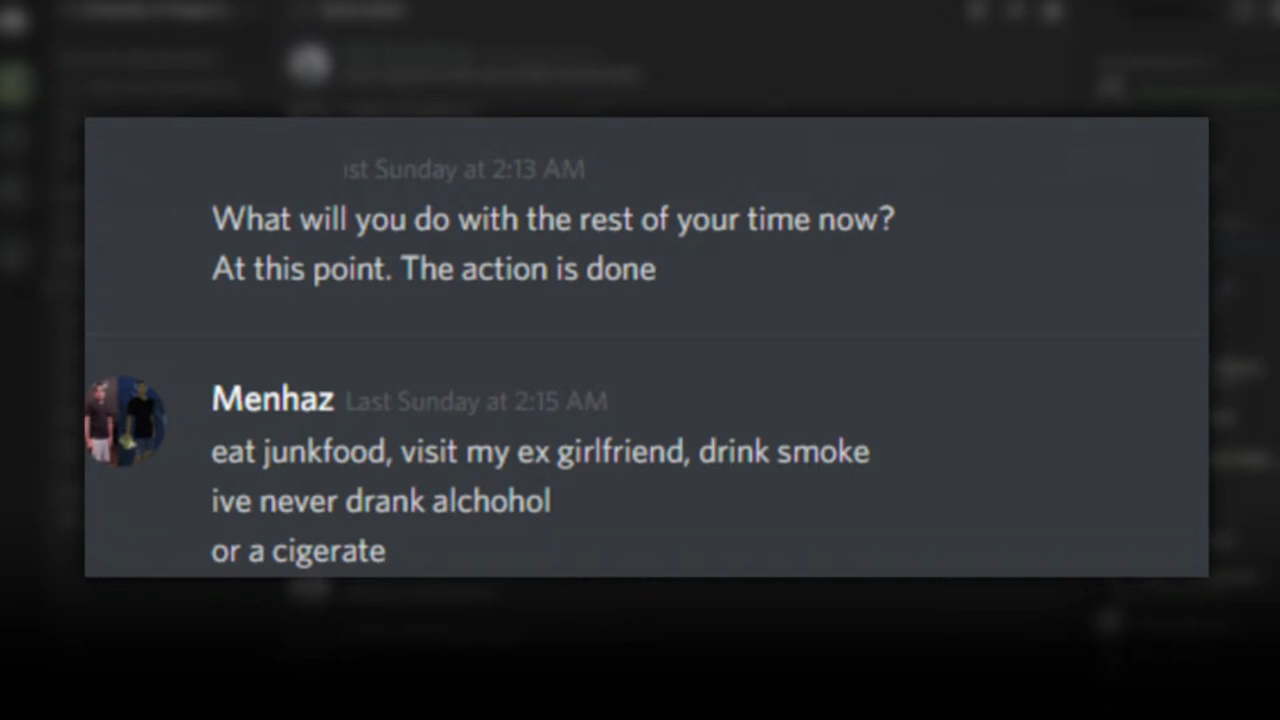 ast Sunday at 2:13 AM
What will you do with the rest of your time now?
At this point. The action is done
Menhaz Last Sunday at 2:15 AM
eat junkfood, visit my ex girlfriend, drink smoke
ive never drank alchohol
or a cigerate